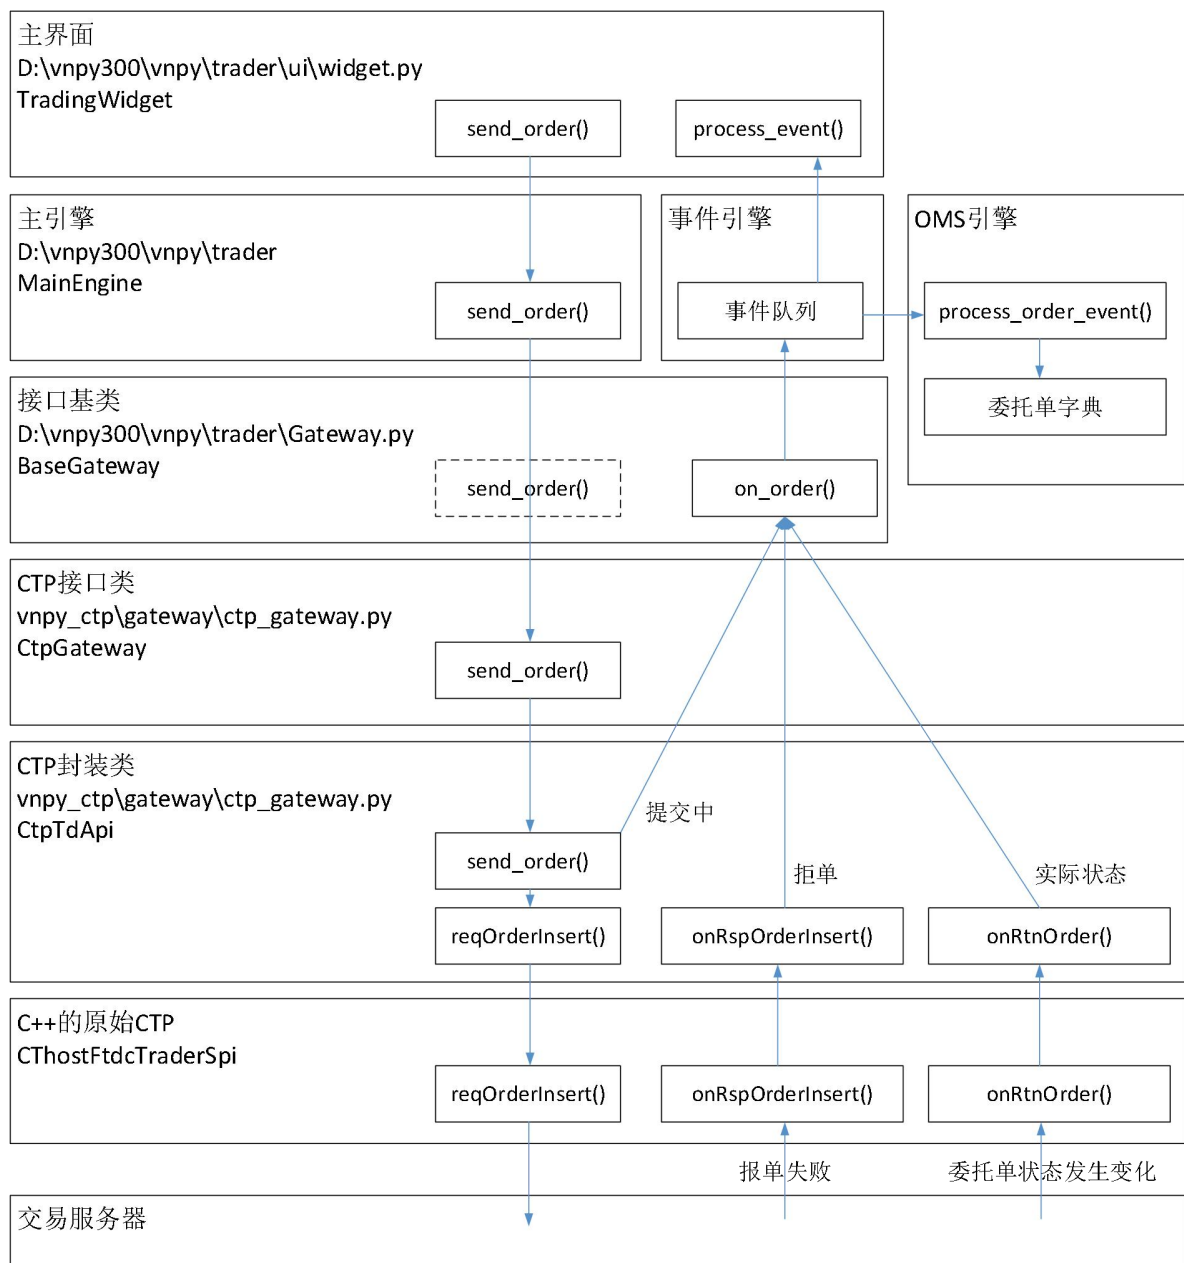 主界面
D:\vnpy300\vnpy\trader\ui\widget.py
TradingWidget
send_order()
process_event()
主引擎
D:\vnpy300\vnpy\trader
MainEngine
send_order()
事件引擎
事件队列
OMS引擎
process_order_event()
委托单字典
接口基类
D:\vnpy300\vnpy\trader\Gateway.py
BaseGateway
send_order()
on_order()
CTP接口类
vnpy_ctp\gateway\ctp_gateway.py
CtpGateway
send_order()
CTP封装类
vnpy_ctp\gateway\ctp_gateway.py
CtpTdApi
提交中
send_order()
拒单
实际状态
reqOrderInsert()
onRspOrderInsert()
onRtnOrder()
C++的原始CTP
CThostFtdcTraderSpi
reqOrderInsert()
onRspOrderInsert()
onRtnOrder()
报单失败
委托单状态发生变化
交易服务器